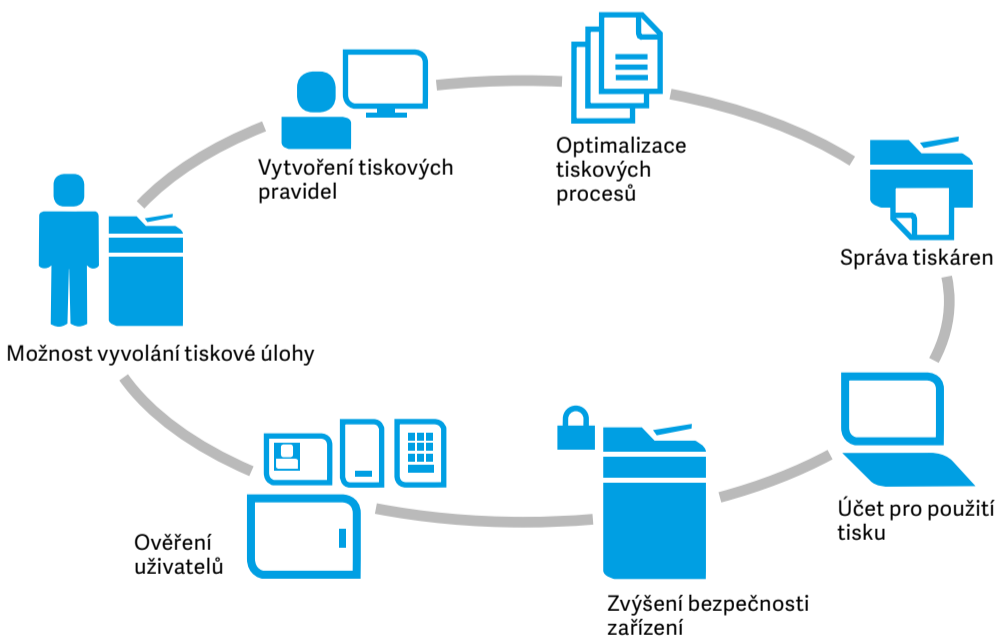 Vytvoření tiskových
pravidel
Optimalizace
tiskových
procesů
Správa tiskáren
Možnost vyvolání tiskové úlohy
Účet pro použití
tisku
Ověření
uživatelů
Zvýšení bezpečnosti
zařízení